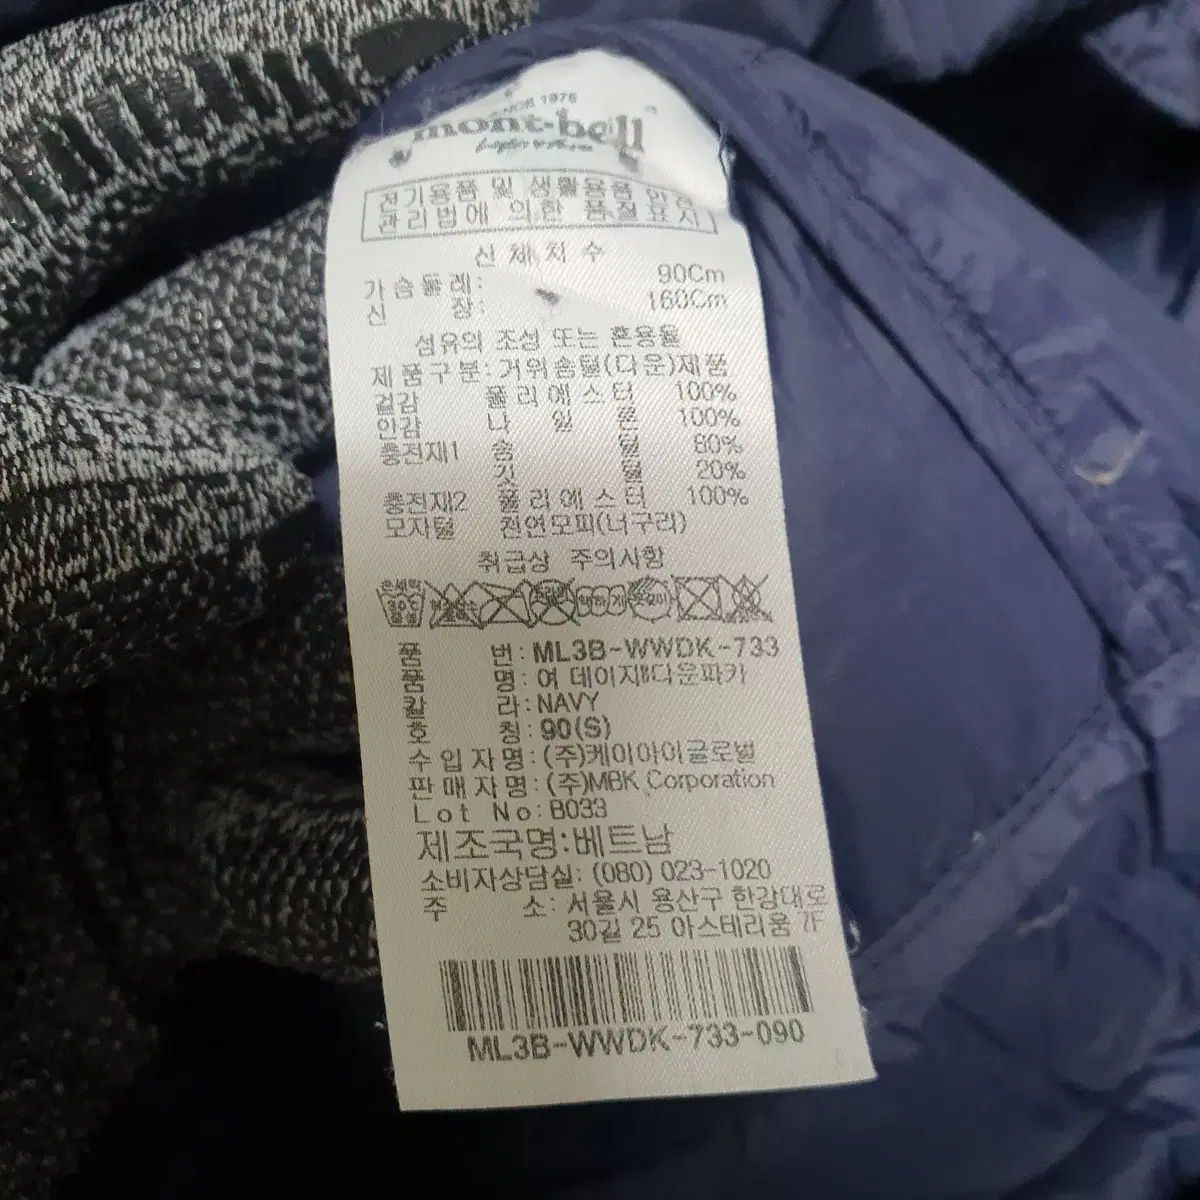 SINCE 1975
mont-bell
전기용품 및 생활용품 안전
관리법에 의한 품질표시
신체치수
가슴둘레: 90Cm
신장: 160Cm
섬유의 조성 또는 혼용율
제품구분: 거위솜털(다운)제품
겉감 폴리에스터 100%
안감 나일론 100%
충전재1 솜털 80%
깃털 20%
충전재2 폴리에스터 100%
모자털 천연모피(너구리)
취급상 주의사항
품번: ML3B-WWDK-733
품명: 여 데이지#다운파카
칼라: NAVY
호칭: 90(S)
수입자명: (주)케이아이글로벌
판매자명: (주)MBK Corporation
Lot No: B033
제조국명:베트남
소비자상담실: (080) 023-1020
주소: 서울시 용산구 한강대로
30길 25 아스테리움 7F
ML3B-WWDK-733-090